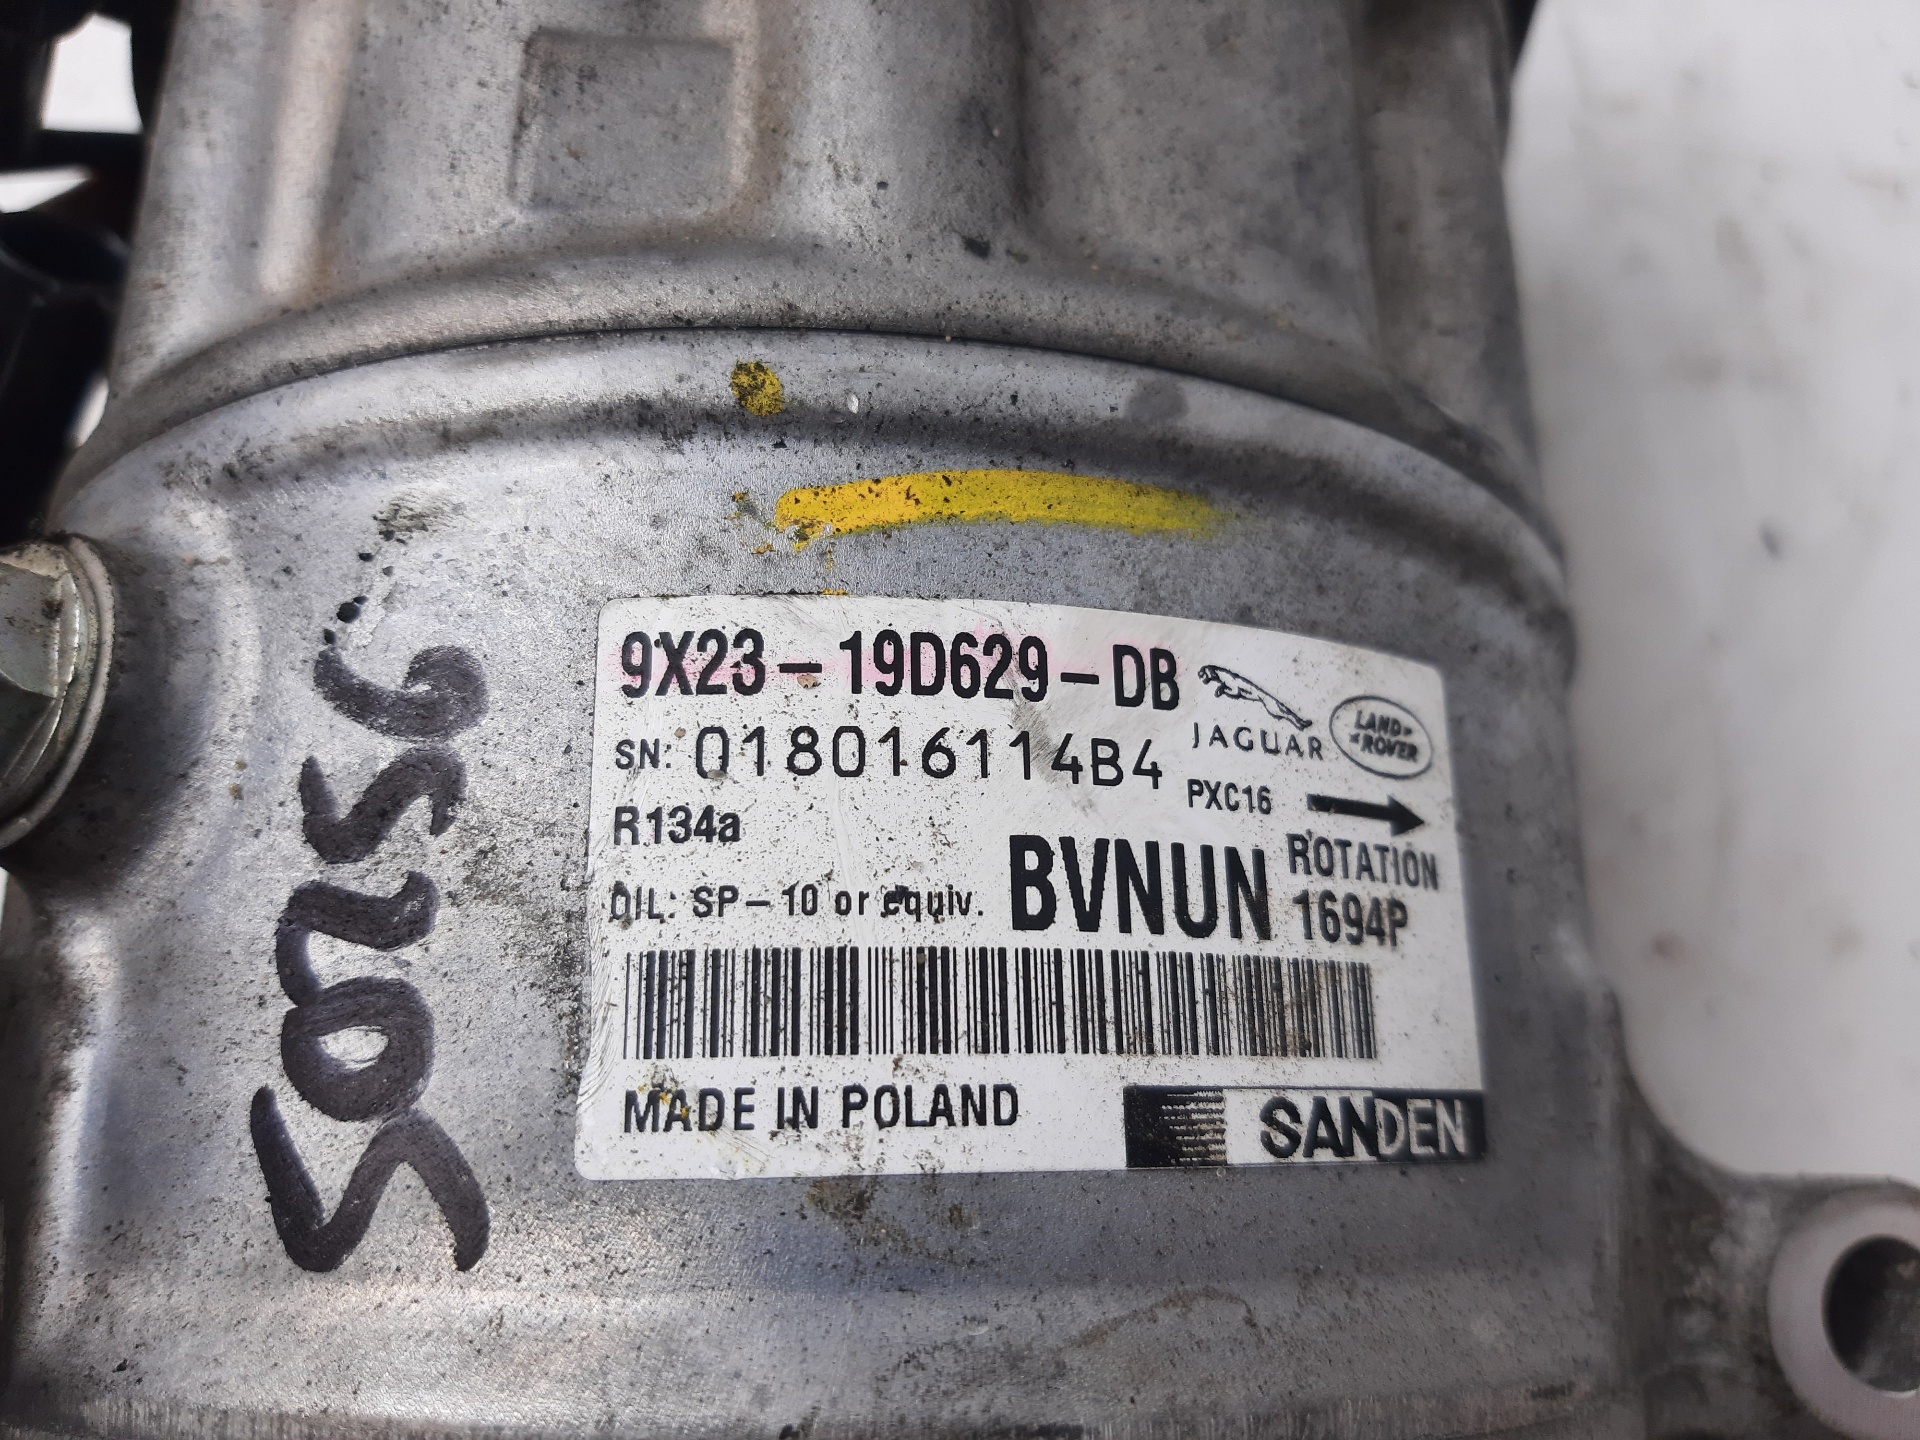 9X23-19D629-DB
JAGUAR
LAND ROVER
SN: 018016114B4
PXC16
R134a
ROTATION
OIL: SP-10 or equiv.
BVNUN
1694P
MADE IN POLAND
SANDEN